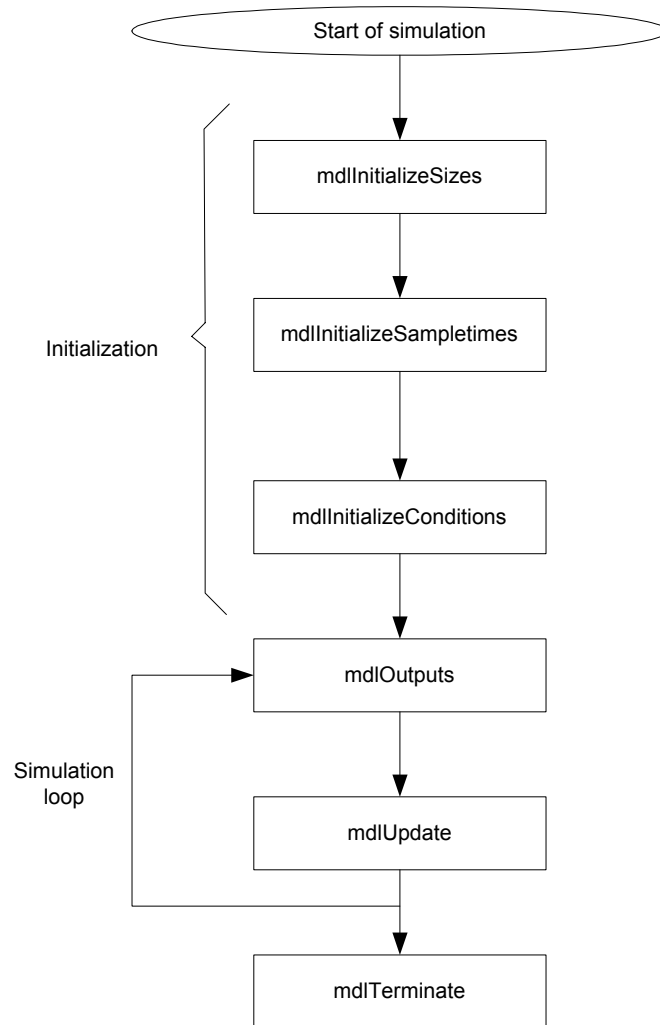 Start of simulation
mdlInitializeSizes
mdlInitializeSampletimes
Initialization
mdlInitializeConditions
mdlOutputs
Simulation
loop
mdlUpdate
mdlTerminate